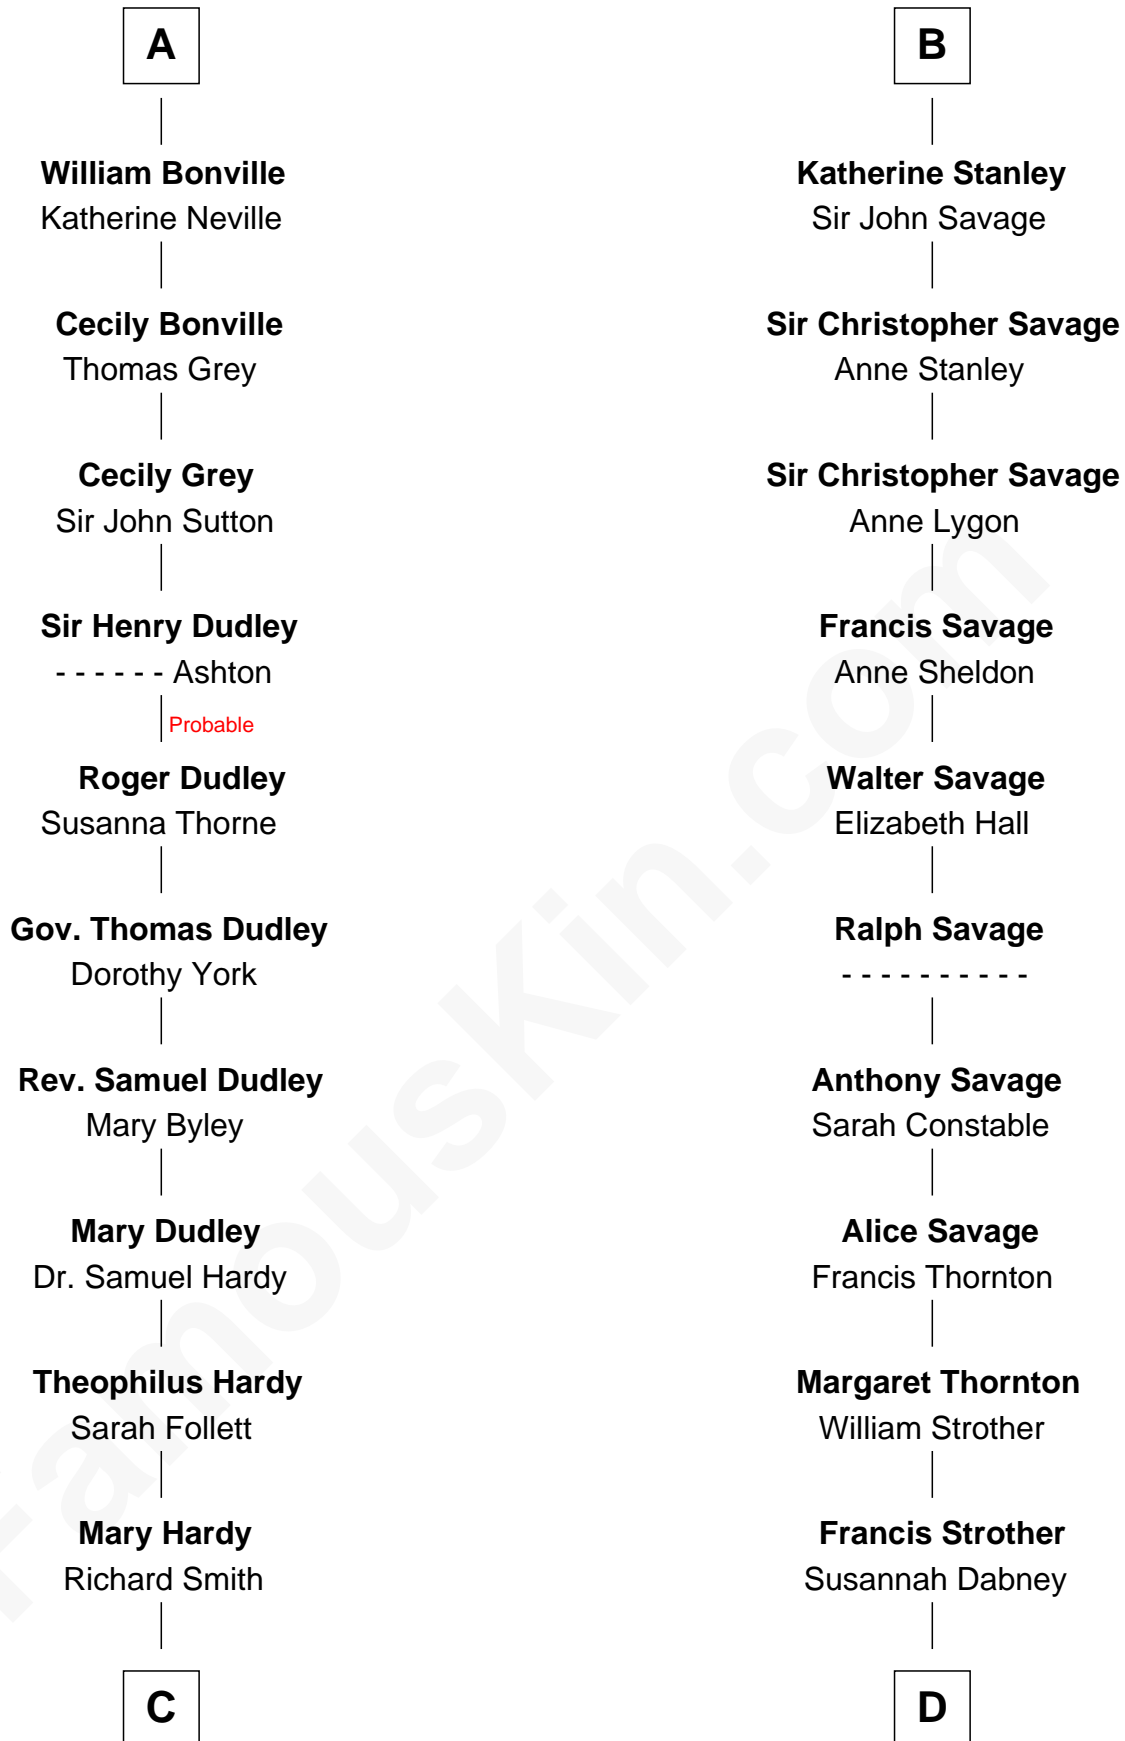 A
William Bonville
Katherine Neville
Cecily Bonville
Thomas Grey
Cecily Grey
Sir John Sutton
Sir Henry Dudley
- - - - - - Ashton
Probable
Roger Dudley
Susanna Thorne
Gov. Thomas Dudley
Dorothy York
Rev. Samuel Dudley
Mary Byley
Mary Dudley
Dr. Samuel Hardy
Theophilus Hardy
Sarah Follett
Mary Hardy
Richard Smith
C
B
Katherine Stanley
Sir John Savage
Sir Christopher Savage
Anne Stanley
Sir Christopher Savage
Anne Lygon
Francis Savage
Anne Sheldon
Walter Savage
Elizabeth Hall
Ralph Savage
- - - - - - - - - -
Anthony Savage
Sarah Constable
Alice Savage
Francis Thornton
Margaret Thornton
William Strother
Francis Strother
Susannah Dabney
D
FamousKin.com